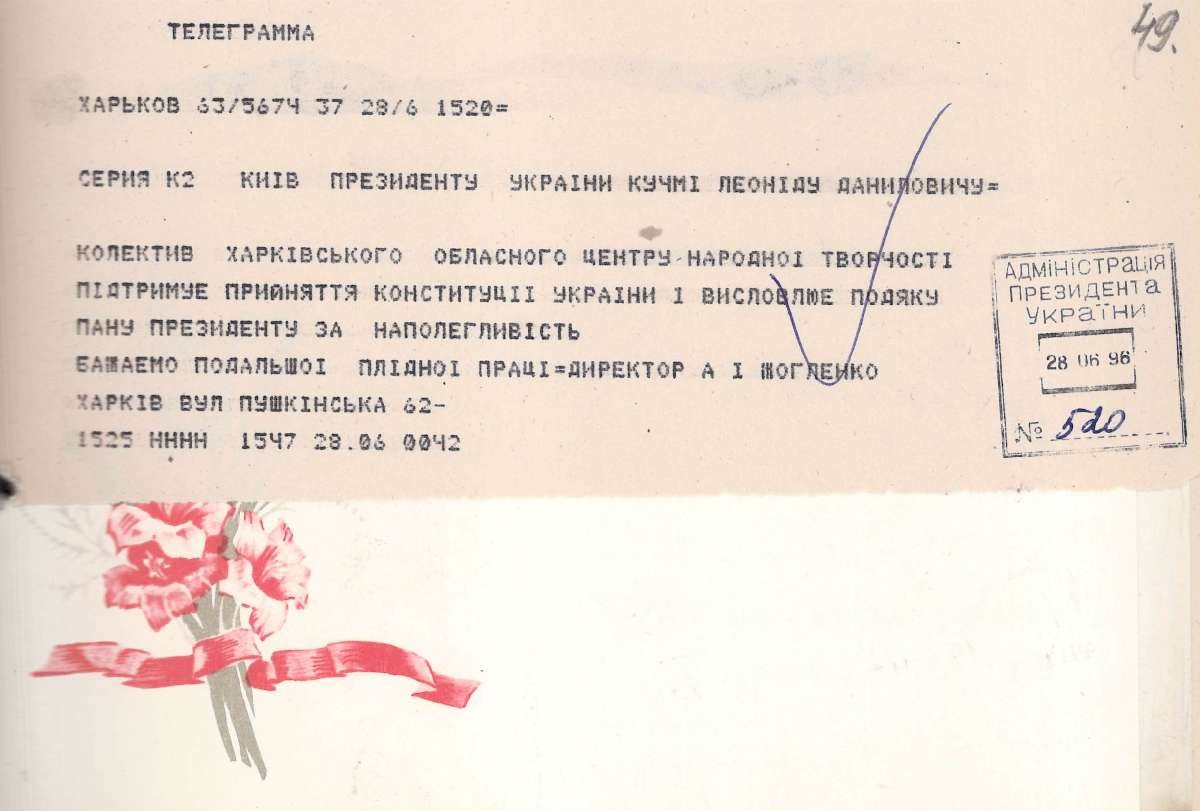 49.
ТЕЛЕГРАММА
ХАРЬКОВ 63/5674 37 28/6 1520=
СЕРИЯ К2 КИІВ ПРЕЗИДЕНТУ УКРАІНИ КУЧМІ ЛЕОНІДУ ДАНИЛОВИЧУ=
КОЛЕКТИВ ХАРКІВСЬКОГО ОБЛАСНОГО ЦЕНТРУ НАРОДНОІ ТВОРЧОСТІ
ПІДТРИМУЕ ПРИЙНЯТТЯ КОНСТИТУЦІІ УКРАІНИ І ВИСЛОВЛЮЕ ПОДЯКУ
ПАНУ ПРЕЗИДЕНТУ ЗА НАПОЛЕГЛИВІСТЬ
БАЖАЕМО ПОДАЛЬШОІ ПЛІДНОІ ПРАЦІ=ДИРЕКТОР А І ЖОГЛЕНКО
ХАРКІВ ВУЛ ПУШКІНСЬКА 62-
1525 НННН 1547 28.06 0042
АДМІНІСТРАЦІЯ
ПРЕЗИДЕНТА
УКРАЇНИ
28 06 96
№ 520